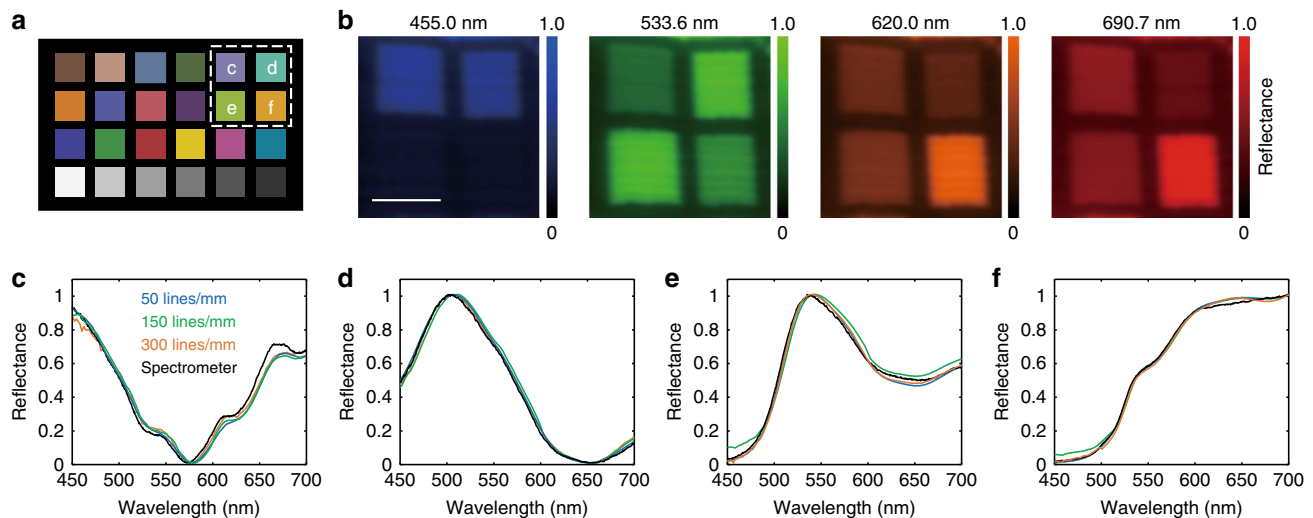 a
c d
e f
b
455.0 nm 1.0 533.6 nm 1.0 620.0 nm 1.0 690.7 nm 1.0
Reflectance
0 0 0 0
c
Reflectance
1
0.8
0.6
0.4
0.2
0
50 lines/mm
150 lines/mm
300 lines/mm
Spectrometer
450 500 550 600 650 700
Wavelength (nm)
d
Reflectance
1
0.8
0.6
0.4
0.2
0
450 500 550 600 650 700
Wavelength (nm)
e
Reflectance
1
0.8
0.6
0.4
0.2
0
450 500 550 600 650 700
Wavelength (nm)
f
Reflectance
1
0.8
0.6
0.4
0.2
0
450 500 550 600 650 700
Wavelength (nm)